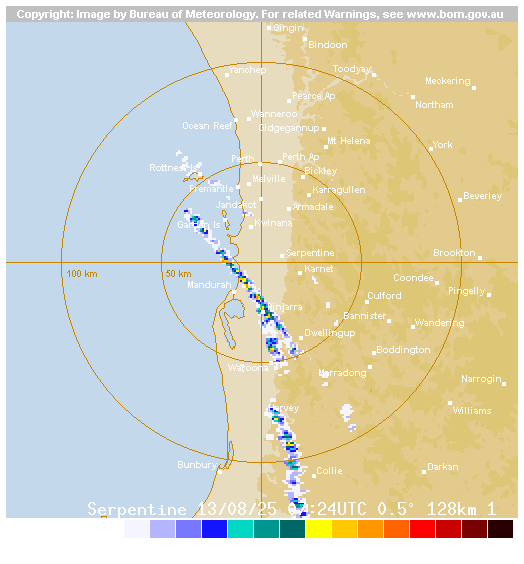 Copyright: Image by Bureau of Meteorology. For related Warnings, see www.bom.gov.au
Gingin
Bindoon
Yanchep
Toodyay
Meckering
Pearce Ap
Northam
Wanneroo
Ocean Reef
Gidgegannup
Mt Helena
York
Perth
Perth Ap
Rottnest Is
Bickley
Melville
Fremantle
Karragullen
Beverley
Jandakot
Armadale
Garden Is
Kwinana
Serpentine
Brookton
100 km
50 km
Karnet
Coondee
Mandurah
Culford
Pingelly
Pinjarra
Bannister
Wandering
Dwellingup
Boddington
Waroona
Marradong
Narrogin
Harvey
Williams
Bunbury
Collie
Darkan
Serpentine 13/08/25 :24UTC 0.5° 128km 1